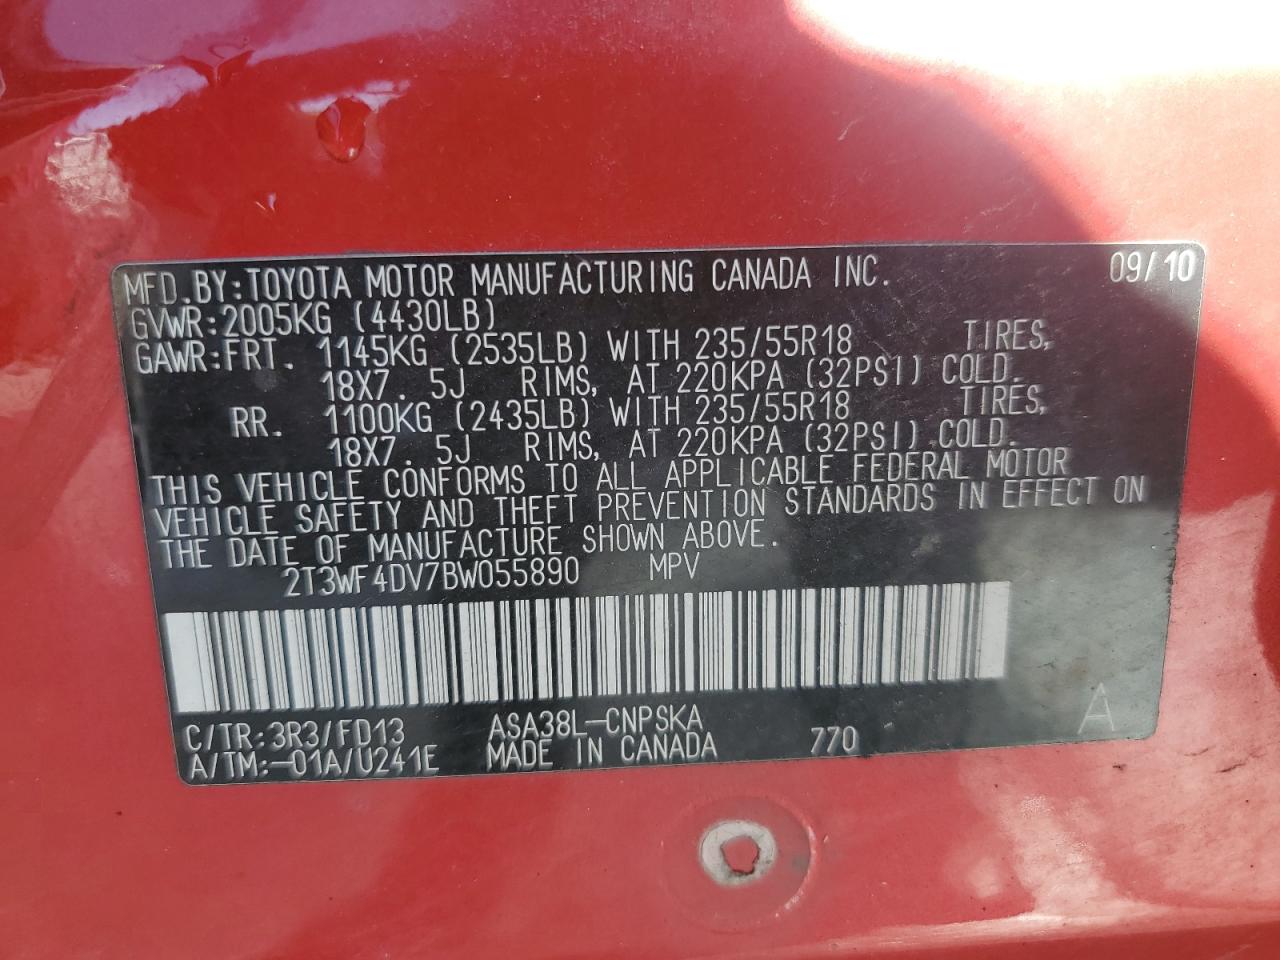 MFD.BY:TOYOTA MOTOR MANUFACTURING CANADA INC. 09/10
GVWR:2005KG (4430LB)
GAWR:FRT. 1145KG (2535LB) WITH 235/55R18 TIRES,
18X7.5J RIMS, AT 220KPA (32PSI) COLD.
RR. 1100KG (2435LB) WITH 235/55R18 TIRES,
18X7.5J RIMS, AT 220KPA (32PSI) COLD.
THIS VEHICLE CONFORMS TO ALL APPLICABLE FEDERAL MOTOR
VEHICLE SAFETY AND THEFT PREVENTION STANDARDS IN EFFECT ON
THE DATE OF MANUFACTURE SHOWN ABOVE.
2T3WF4DV7BW055890 MPV
C/TR:3R3/FD13 ASA38L-CNPSKA
A/TM:-01A/U241E MADE IN CANADA 770 A